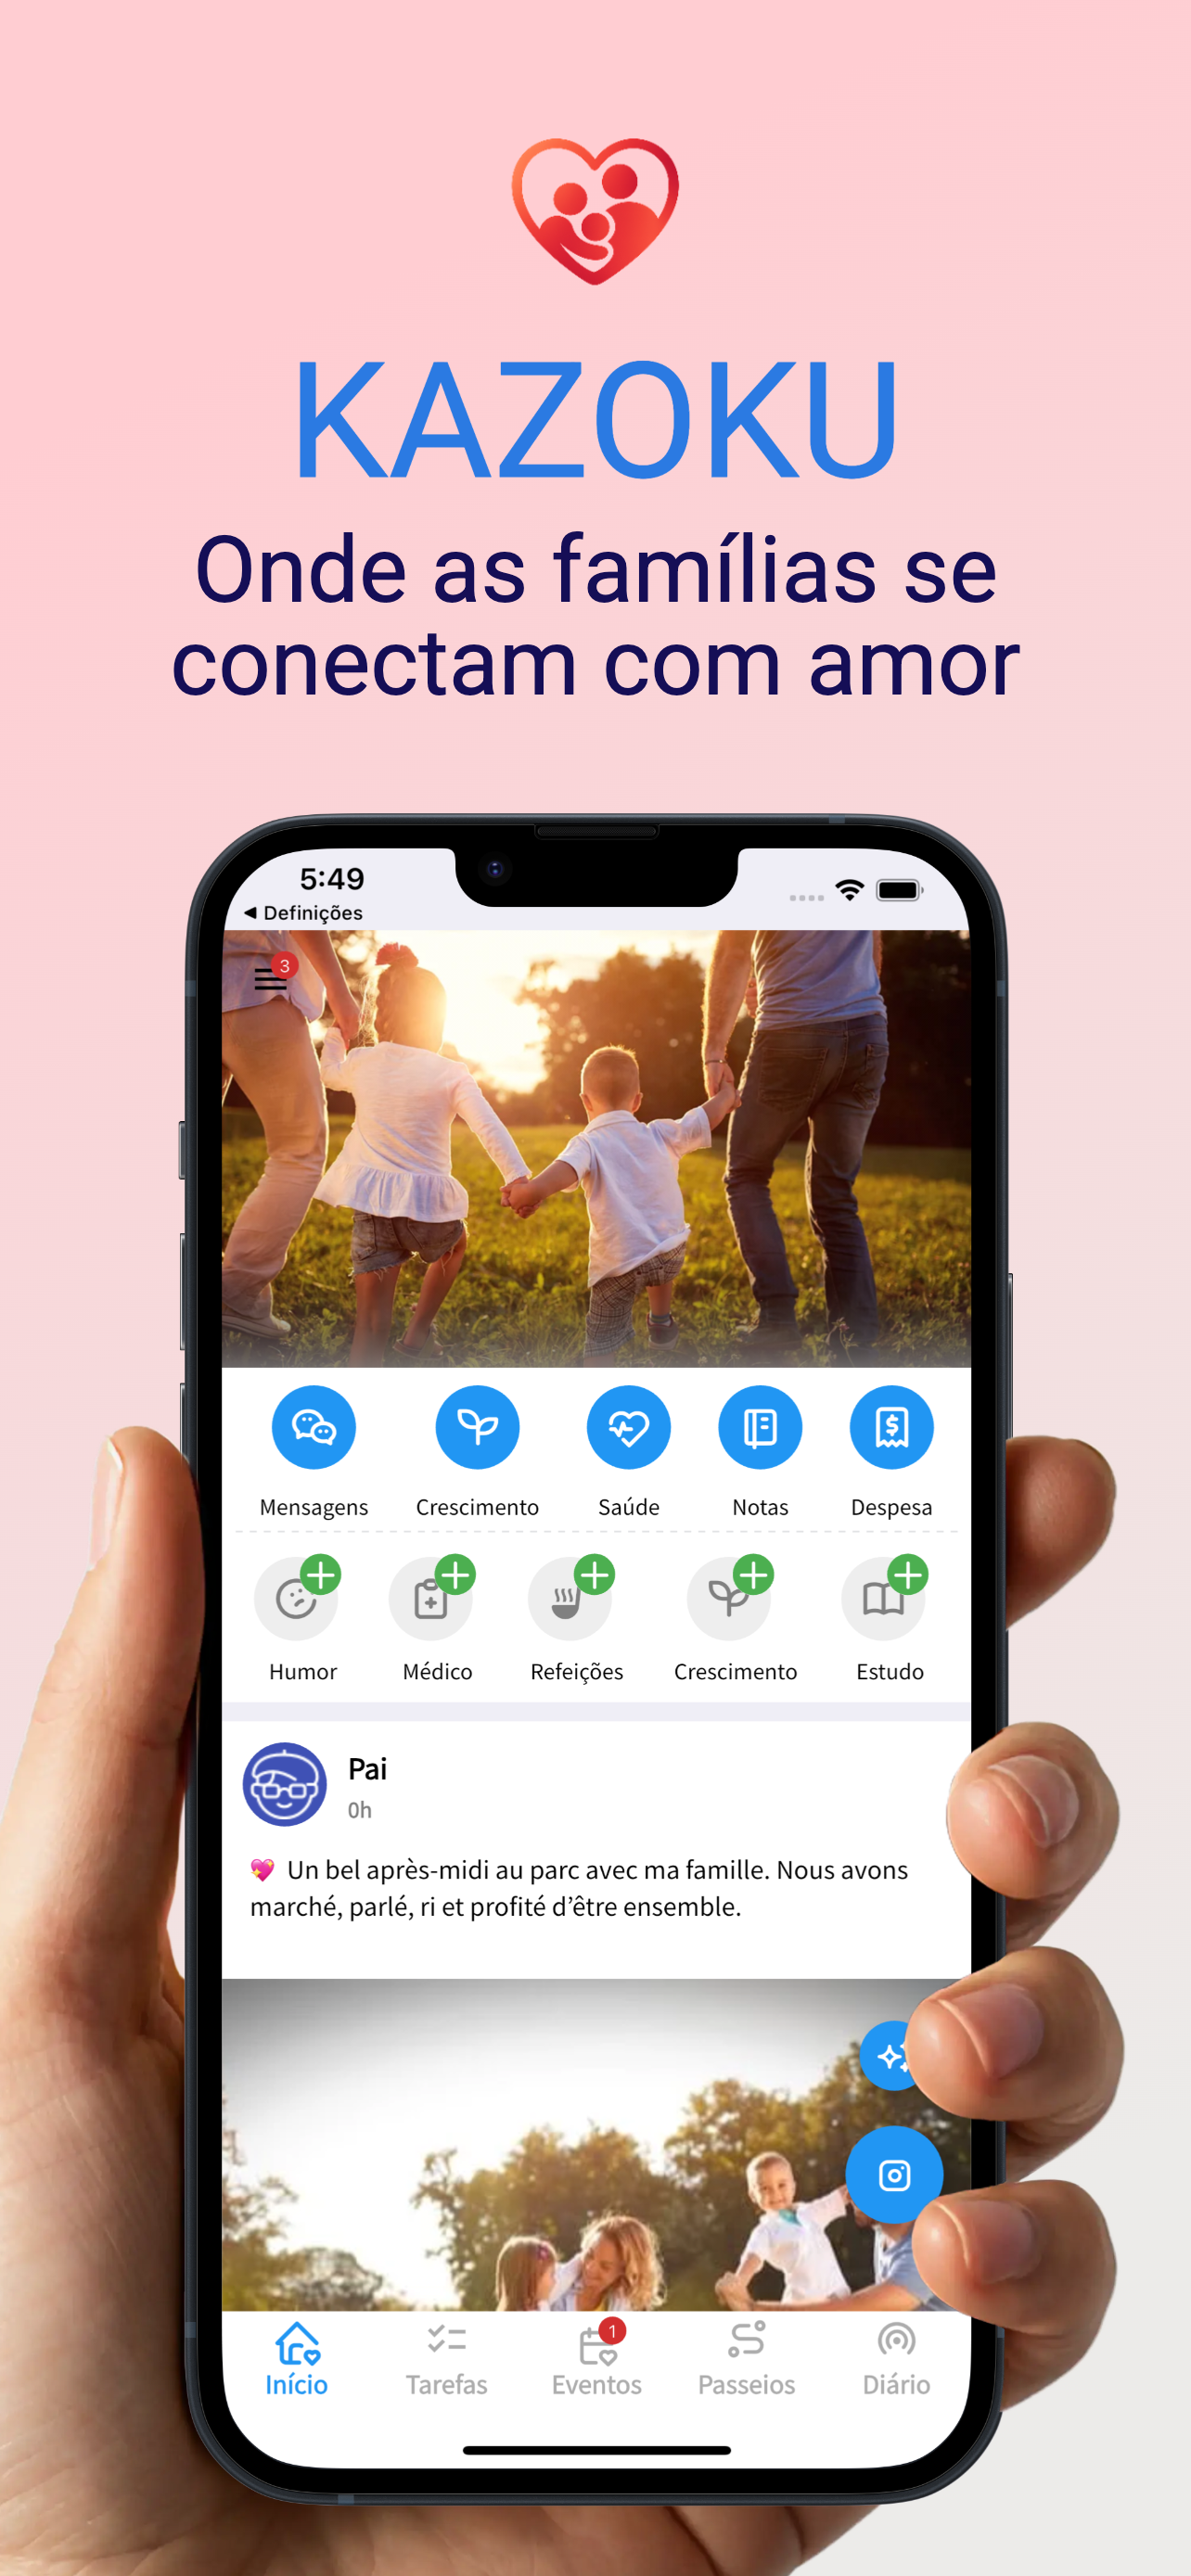 KAZOKU
Onde as famílias se
conectam com amor
5:49
◀ Definições
3
Mensagens Crescimento Saúde Notas Despesa
Humor Médico Refeições Crescimento Estudo
Pai
0h
💖 Un bel après-midi au parc avec ma famille. Nous avons
marché, parlé, ri et profité d’être ensemble.
1
Início Tarefas Eventos Passeios Diário